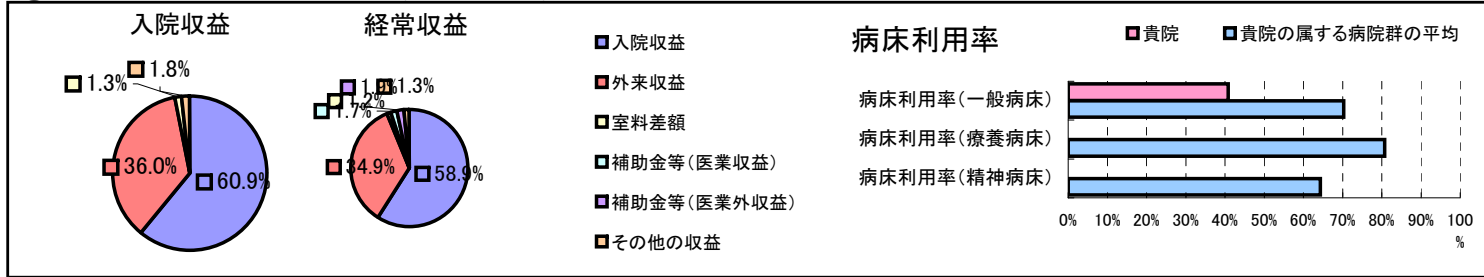 入院収益
1.8%
1.3%
36.0%
60.9%
経常収益
1.9%
1.3%
1.2%
1.7%
34.9%
58.9%
入院収益
外来収益
室料差額
補助金等(医業収益)
補助金等(医業外収益)
その他の収益
病床利用率
貴院
貴院の属する病院群の平均
病床利用率(一般病床)
病床利用率(療養病床)
病床利用率(精神病床)
0% 10% 20% 30% 40% 50% 60% 70% 80% 90% 100
%